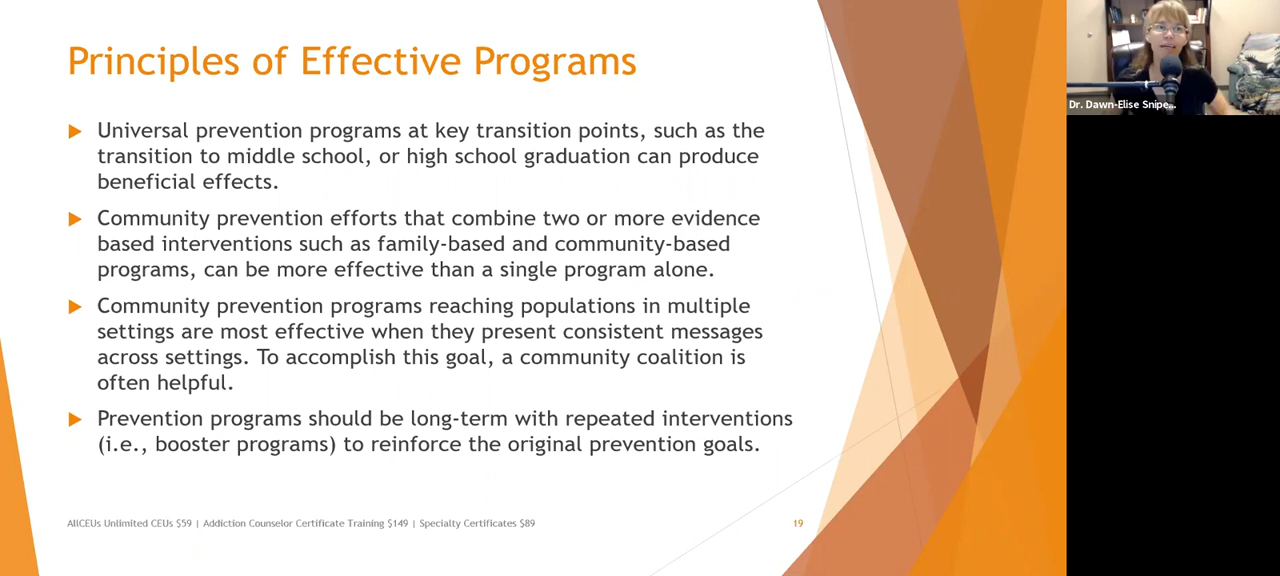 Principles of Effective Programs
Universal prevention programs at key transition points, such as the
transition to middle school, or high school graduation can produce
beneficial effects.
Community prevention efforts that combine two or more evidence
based interventions such as family-based and community-based
programs, can be more effective than a single program alone.
Community prevention programs reaching populations in multiple
settings are most effective when they present consistent messages
across settings. To accomplish this goal, a community coalition is
often helpful.
Prevention programs should be long-term with repeated interventions
(i.e., booster programs) to reinforce the original prevention goals.
AllCEUs Unlimited CEUs $59 | Addiction Counselor Certificate Training $149 | Specialty Certificates $89
19
Dr. Dawn-Elise Snipe...